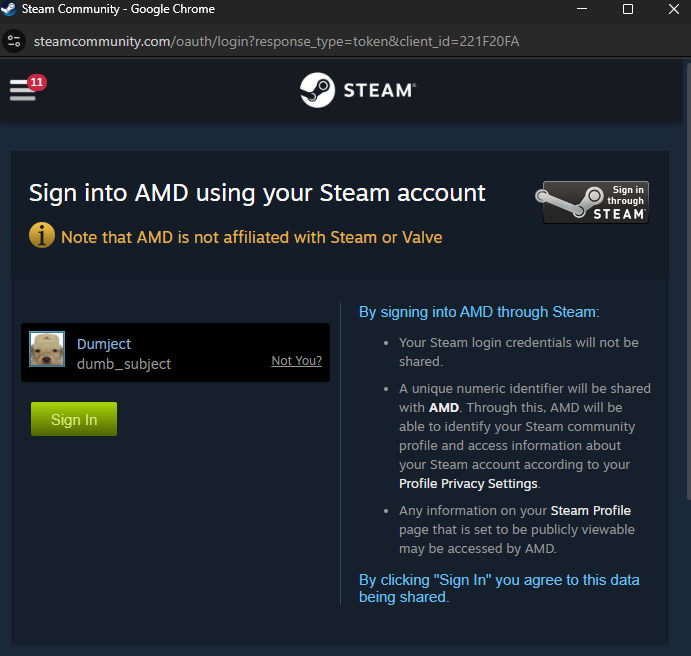 Steam Community - Google Chrome
steamcommunity.com/oauth/login?response_type=token&client_id=221F20FA
11
STEAM®
Sign into AMD using your Steam account
Sign in
through
STEAM™
Note that AMD is not affiliated with Steam or Valve
Dumject
dumb_subject
Not You?
Sign In
By signing into AMD through Steam:
• Your Steam login credentials will not be
shared.
• A unique numeric identifier will be shared
with AMD. Through this, AMD will be
able to identify your Steam community
profile and access information about
your Steam account according to your
Profile Privacy Settings.
• Any information on your Steam Profile
page that is set to be publicly viewable
may be accessed by AMD.
By clicking "Sign In" you agree to this data
being shared.